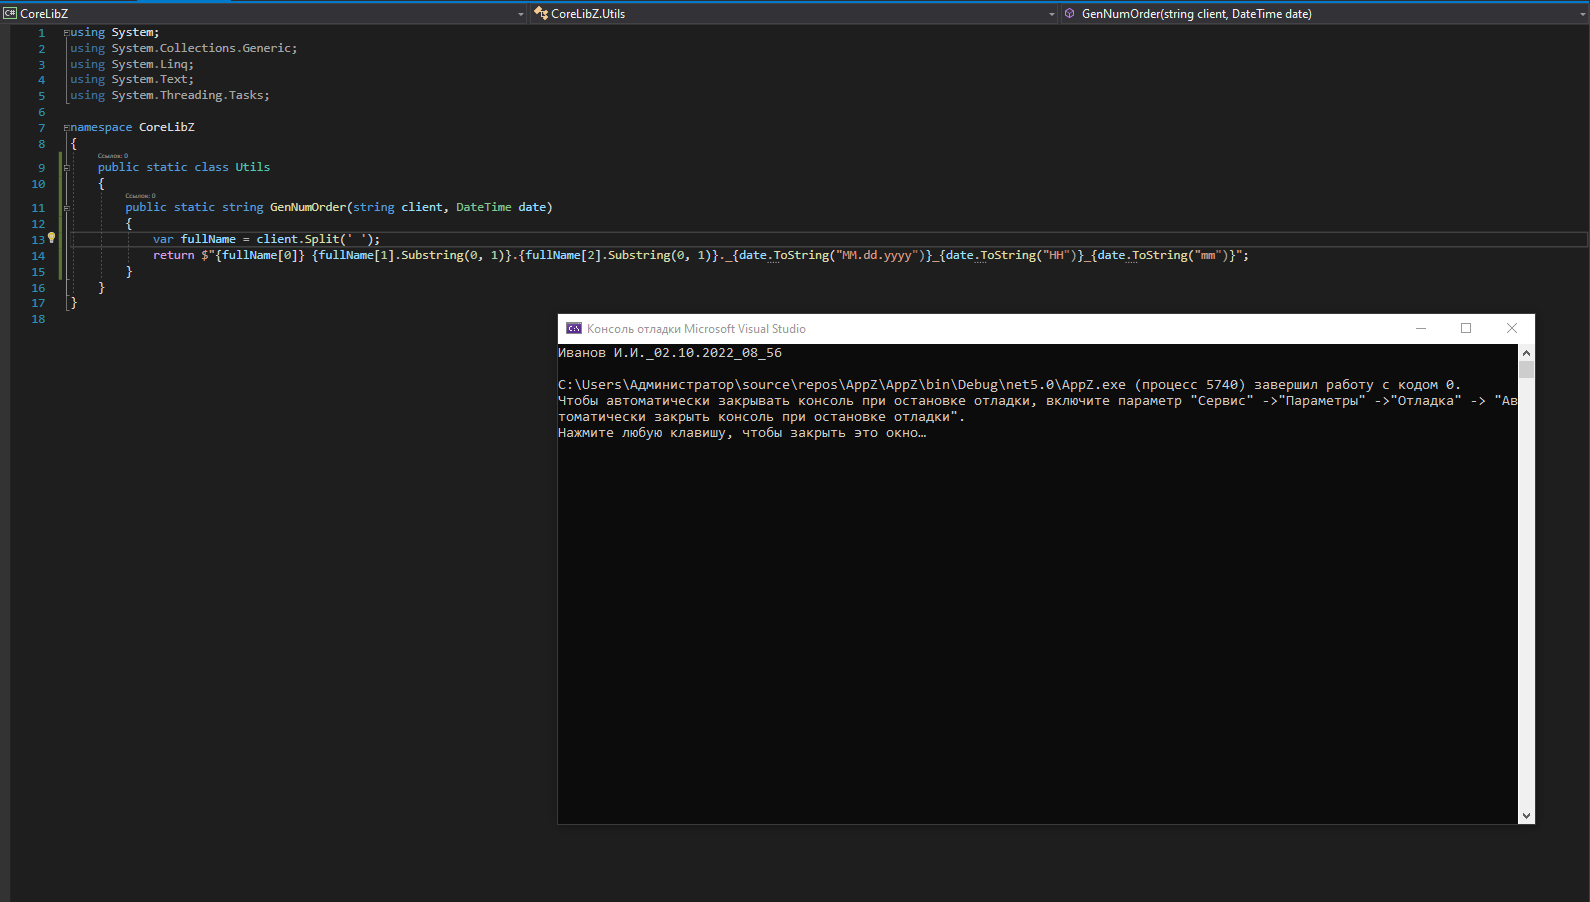 CoreLibZ
CoreLibZ.Utils
GenNumOrder(string client, DateTime date)
1 using System;
2 using System.Collections.Generic;
3 using System.Linq;
4 using System.Text;
5 using System.Threading.Tasks;
6
7 namespace CoreLibZ
8 {
Ссылок: 0
9 public static class Utils
10 {
Ссылок: 0
11 public static string GenNumOrder(string client, DateTime date)
12 {
13 var fullName = client.Split(' ');
14 return $"{fullName[0]} {fullName[1].Substring(0, 1)}.{fullName[2].Substring(0, 1)}._{date.ToString("MM.dd.yyyy")}_{date.ToString("HH")}_{date.ToString("mm")}";
15 }
16 }
17 }
18
Консоль отладки Microsoft Visual Studio
Иванов И.И._02.10.2022_08_56
C:\Users\Администратор\source\repos\AppZ\AppZ\bin\Debug\net5.0\AppZ.exe (процесс 5740) завершил работу с кодом 0.
Чтобы автоматически закрывать консоль при остановке отладки, включите параметр "Сервис" ->"Параметры" ->"Отладка" -> "Ав
томатически закрыть консоль при остановке отладки".
Нажмите любую клавишу, чтобы закрыть это окно…